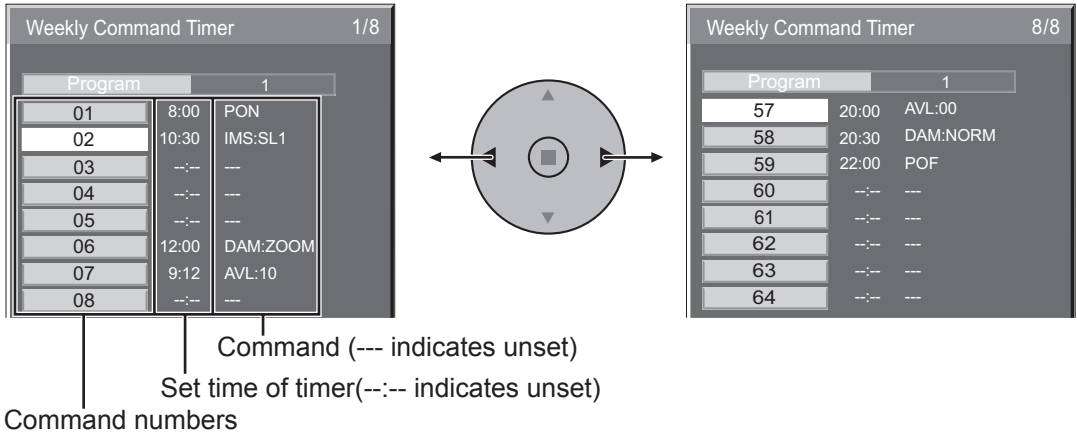 Weekly Command Timer 1/8
Program 1
01 8:00 PON
02 10:30 IMS:SL1
03 --:-- ---
04 --:-- ---
05 --:-- ---
06 12:00 DAM:ZOOM
07 9:12 AVL:10
08 --:-- ---
Command (--- indicates unset)
Set time of timer(--:-- indicates unset)
Command numbers
Weekly Command Timer 8/8
Program 1
57 20:00 AVL:00
58 20:30 DAM:NORM
59 22:00 POF
60 --:-- ---
61 --:-- ---
62 --:-- ---
63 --:-- ---
64 --:-- ---